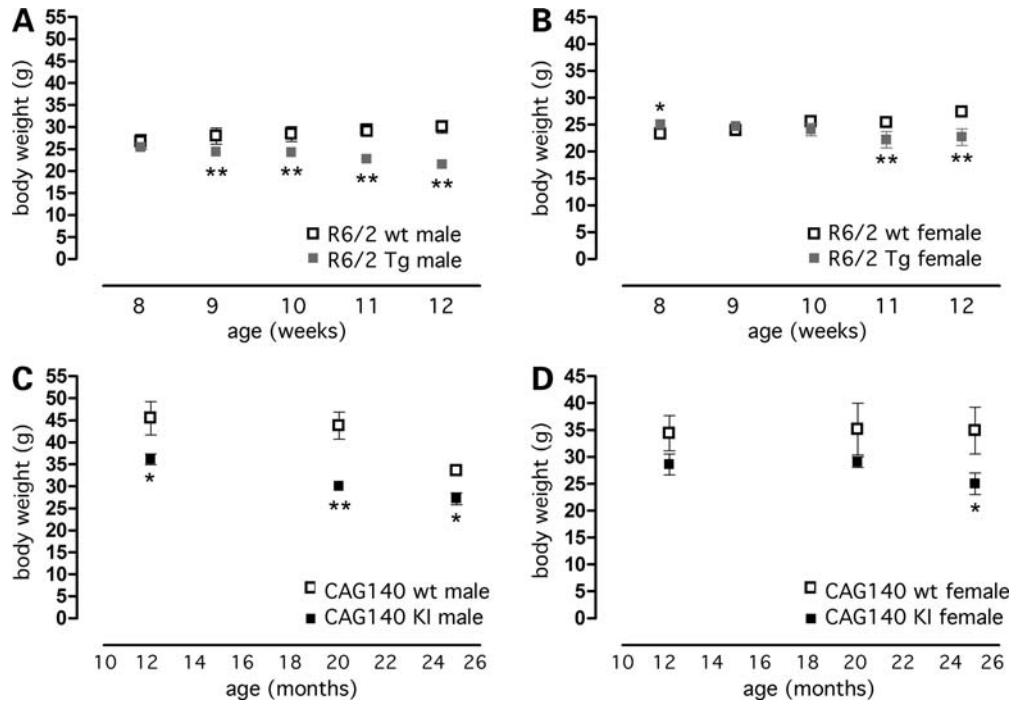 A
55
50
45
40
35
30
25
20
15
10
5
0
body weight (g)
** ** ** **
R6/2 wt male
R6/2 Tg male
8 9 10 11 12
age (weeks)
B
45
40
35
30
25
20
15
10
5
0
body weight (g)
*
** **
R6/2 wt female
R6/2 Tg female
8 9 10 11 12
age (weeks)
C
55
50
45
40
35
30
25
20
15
10
5
0
body weight (g)
* ** *
CAG140 wt male
CAG140 KI male
10 12 14 16 18 20 22 24 26
age (months)
D
45
40
35
30
25
20
15
10
5
0
body weight (g)
*
CAG140 wt female
CAG140 KI female
10 12 14 16 18 20 22 24 26
age (months)